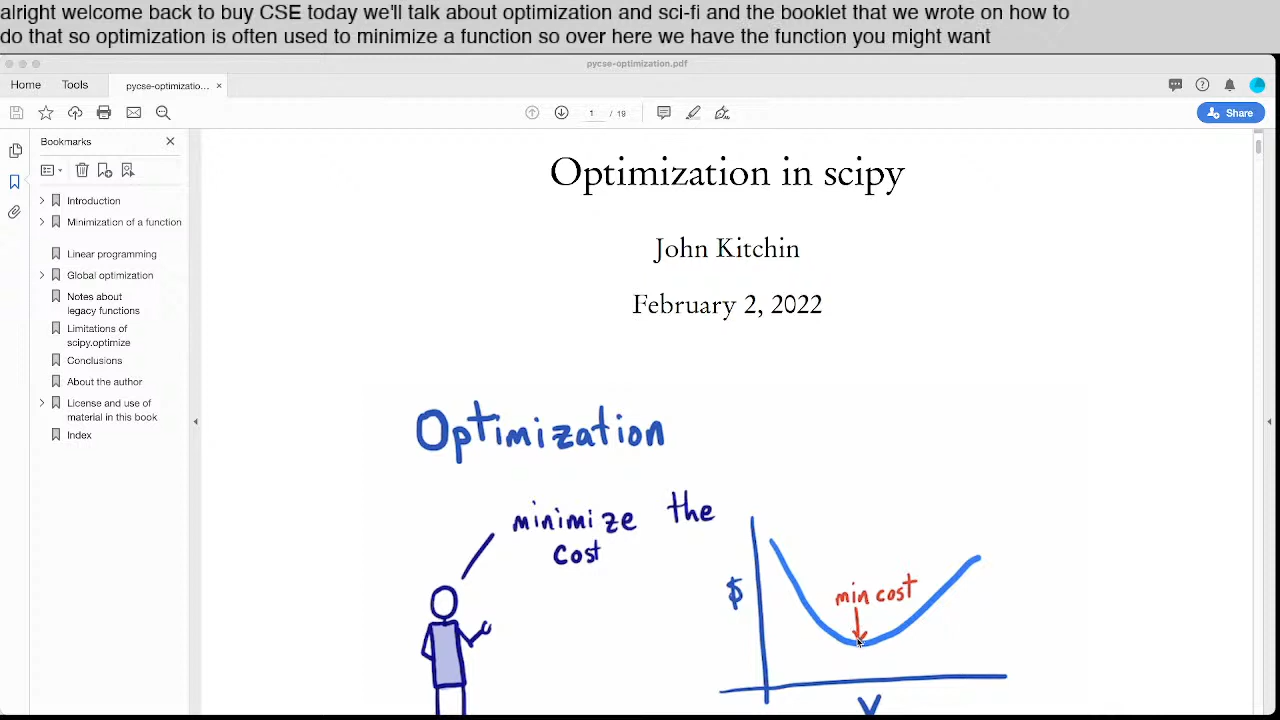 alright welcome back to buy CSE today we'll talk about optimization and sci-fi and the booklet that we wrote on how to
do that so optimization is often used to minimize a function so over here we have the function you might want
pycse-optimization.pdf
Home Tools pycse-optimizatio... ×
1 / 19
Share
Bookmarks
Introduction
Minimization of a function
Linear programming
Global optimization
Notes about
legacy functions
Limitations of
scipy.optimize
Conclusions
About the author
License and use of
material in this book
Index
Optimization in scipy
John Kitchin
February 2, 2022
Optimization
minimize the
cost
$
min cost